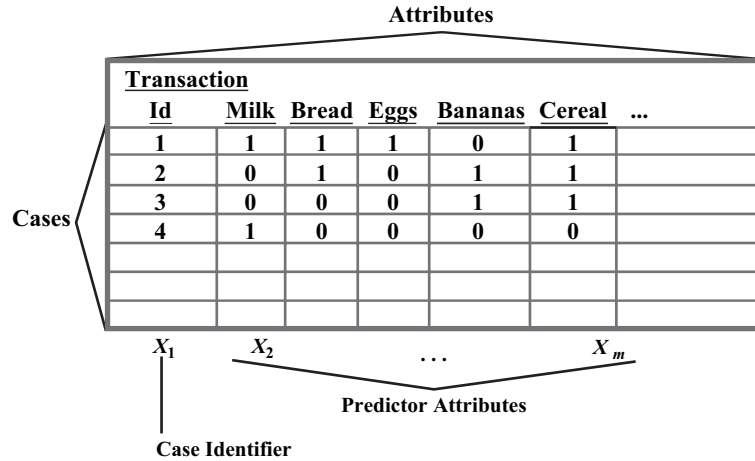 Attributes
Transaction
Id Milk Bread Eggs Bananas Cereal ...
1 1 1 1 0 1
2 0 1 0 1 1
3 0 0 0 1 1
Cases
4 1 0 0 0 0
X1 X2 ... Xm
Predictor Attributes
Case Identifier